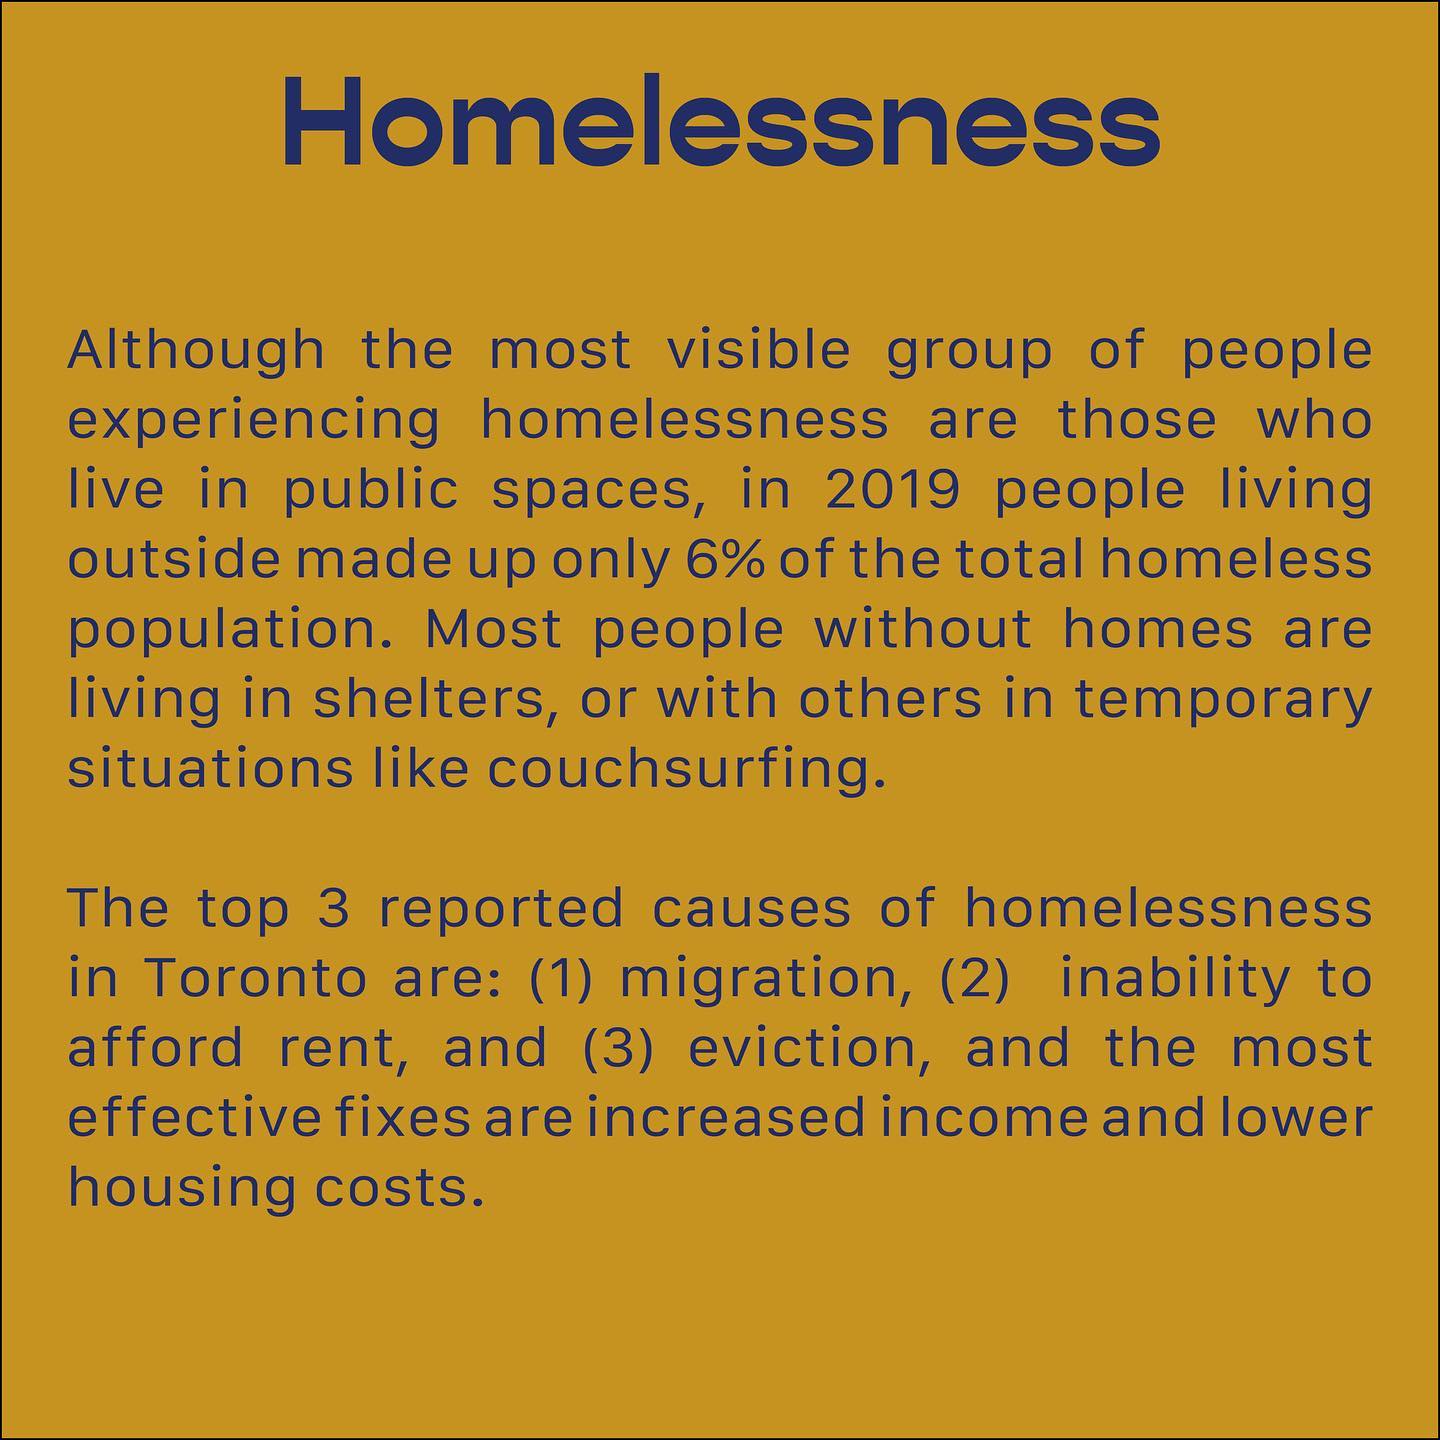 Homelessness
Although the most visible group of people
experiencing homelessness are those who
live in public spaces, in 2019 people living
outside made up only 6% of the total homeless
population. Most people without homes are
living in shelters, or with others in temporary
situations like couchsurfing.
The top 3 reported causes of homelessness
in Toronto are: (1) migration, (2) inability to
afford rent, and (3) eviction, and the most
effective fixes are increased income and lower
housing costs.